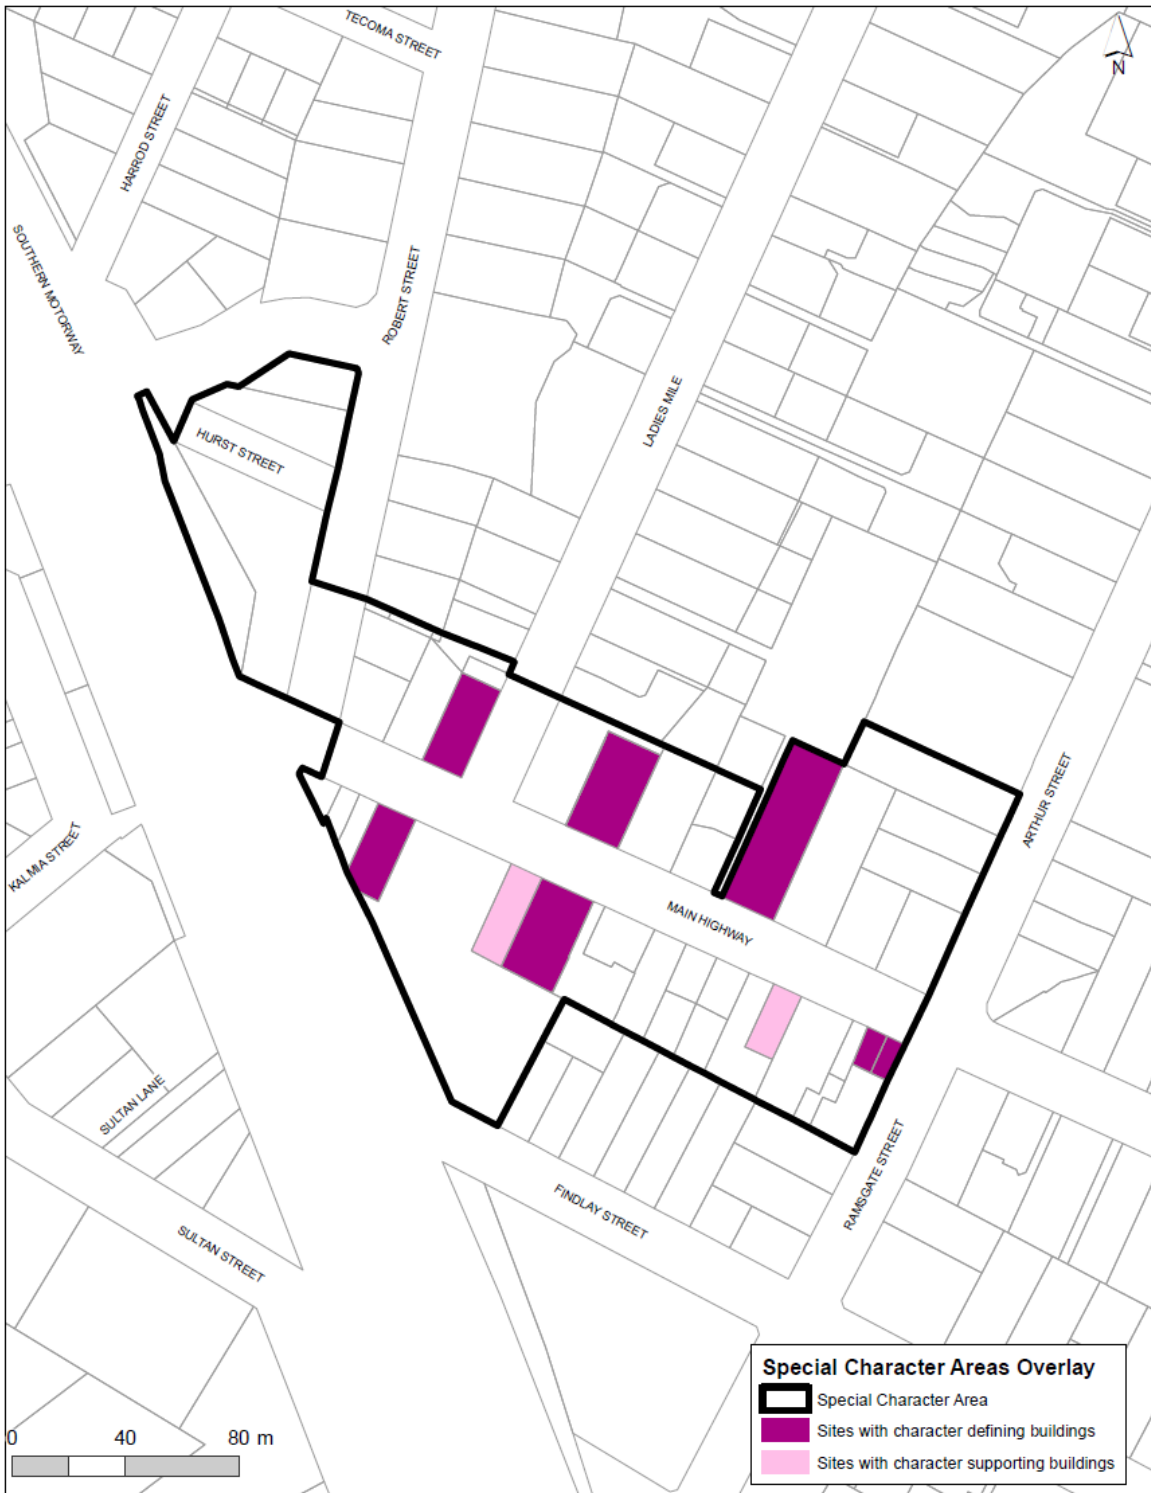 TECOMA STREET
N
HARROD STREET
SOUTHERN MOTORWAY
ROBERT STREET
LADIES MILE
HURST STREET
ARTHUR STREET
KALMIA STREET
MAIN HIGHWAY
SULTAN LANE
RAMSGATE STREET
FINDLAY STREET
SULTAN STREET
Special Character Areas Overlay
Special Character Area
Sites with character defining buildings
Sites with character supporting buildings
0 40 80 m